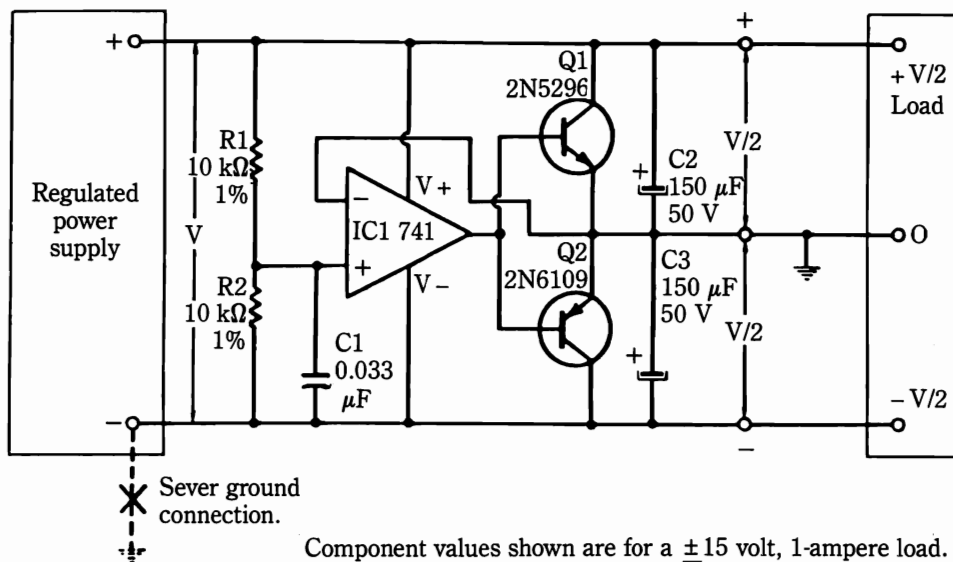 Regulated
power
supply
+
−
V
Sever ground
connection.
R1
10 kΩ
1%
R2
10 kΩ
1%
C1
0.033
μF
−
+
IC1 741
V +
V −
Q1
2N5296
Q2
2N6109
+
C2
150 μF
50 V
+
C3
150 μF
50 V
+
V/2
V/2
−
+ V/2
Load
O
− V/2
Component values shown are for a ±15 volt, 1-ampere load.